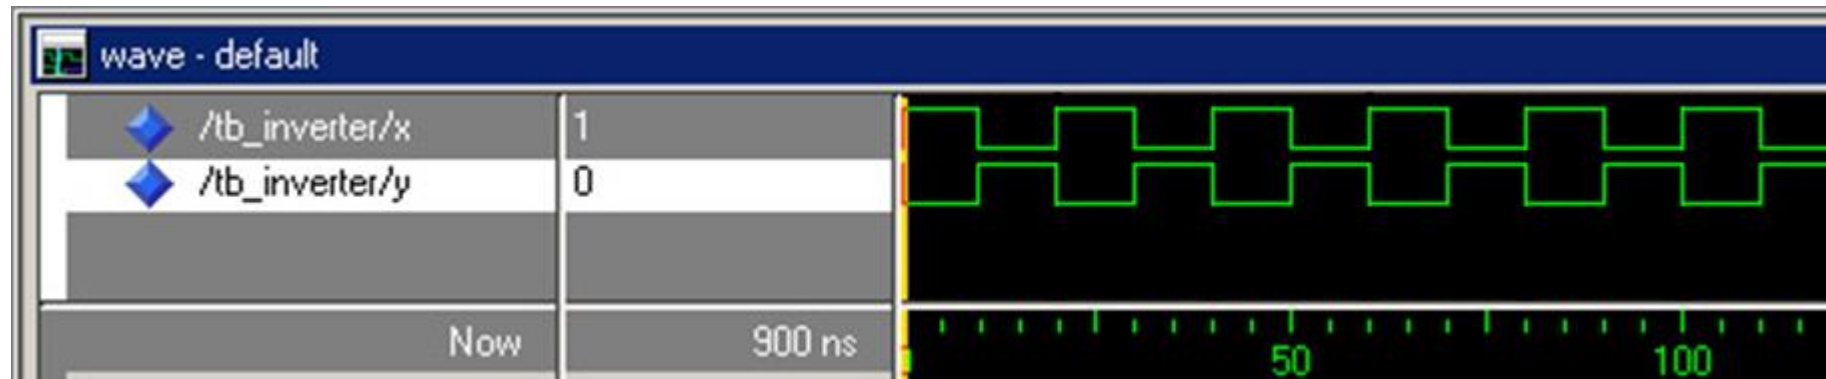 wave - default
/tb_inverter/x 1
/tb_inverter/y 0
Now 900 ns 50 100